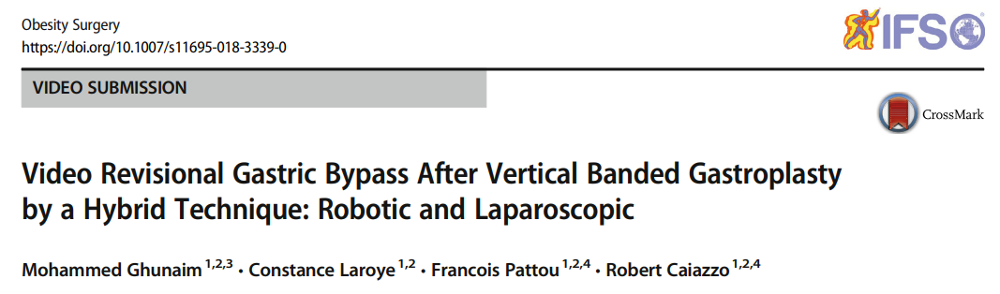 Obesity Surgery
https://doi.org/10.1007/s11695-018-3339-0
IFSO
VIDEO SUBMISSION
CrossMark
Video Revisional Gastric Bypass After Vertical Banded Gastroplasty
by a Hybrid Technique: Robotic and Laparoscopic
Mohammed Ghunaim 1,2,3 · Constance Laroye 1,2 · Francois Pattou 1,2,4 · Robert Caiazzo 1,2,4